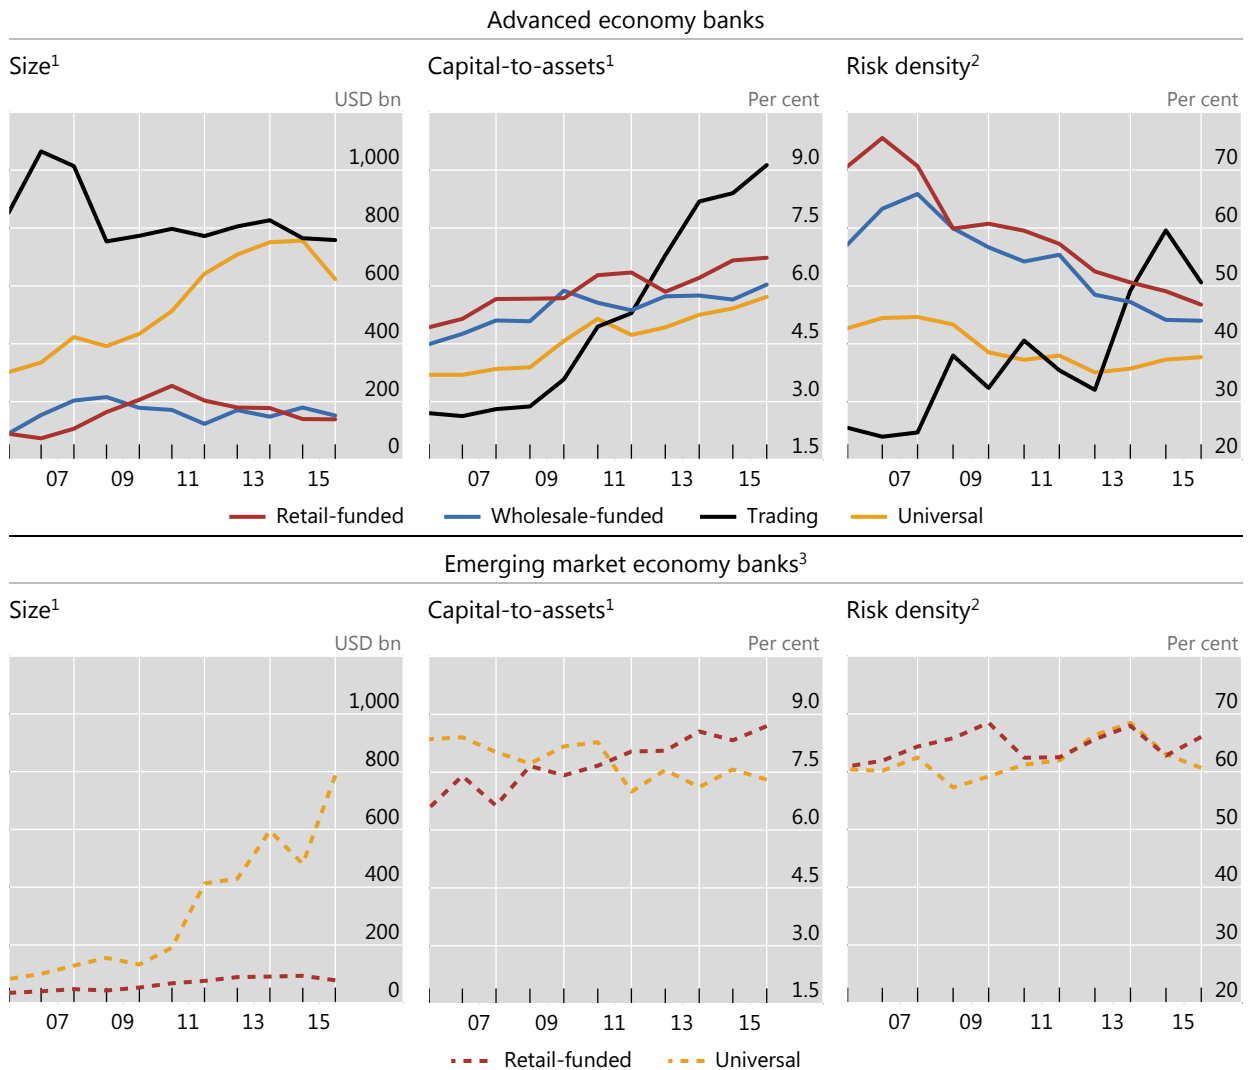 Advanced economy banks
Size1 Capital-to-assets1 Risk density2
USD bn Per cent Per cent
1,000 9.0 70
800 7.5 60
600 6.0 50
400 4.5 40
200 3.0 30
0 1.5 20
07 09 11 13 15 07 09 11 13 15 07 09 11 13 15
Retail-funded Wholesale-funded Trading Universal
Emerging market economy banks3
Size1 Capital-to-assets1 Risk density2
USD bn Per cent Per cent
1,000 9.0 70
800 7.5 60
600 6.0 50
400 4.5 40
200 3.0 30
0 1.5 20
07 09 11 13 15 07 09 11 13 15 07 09 11 13 15
Retail-funded Universal